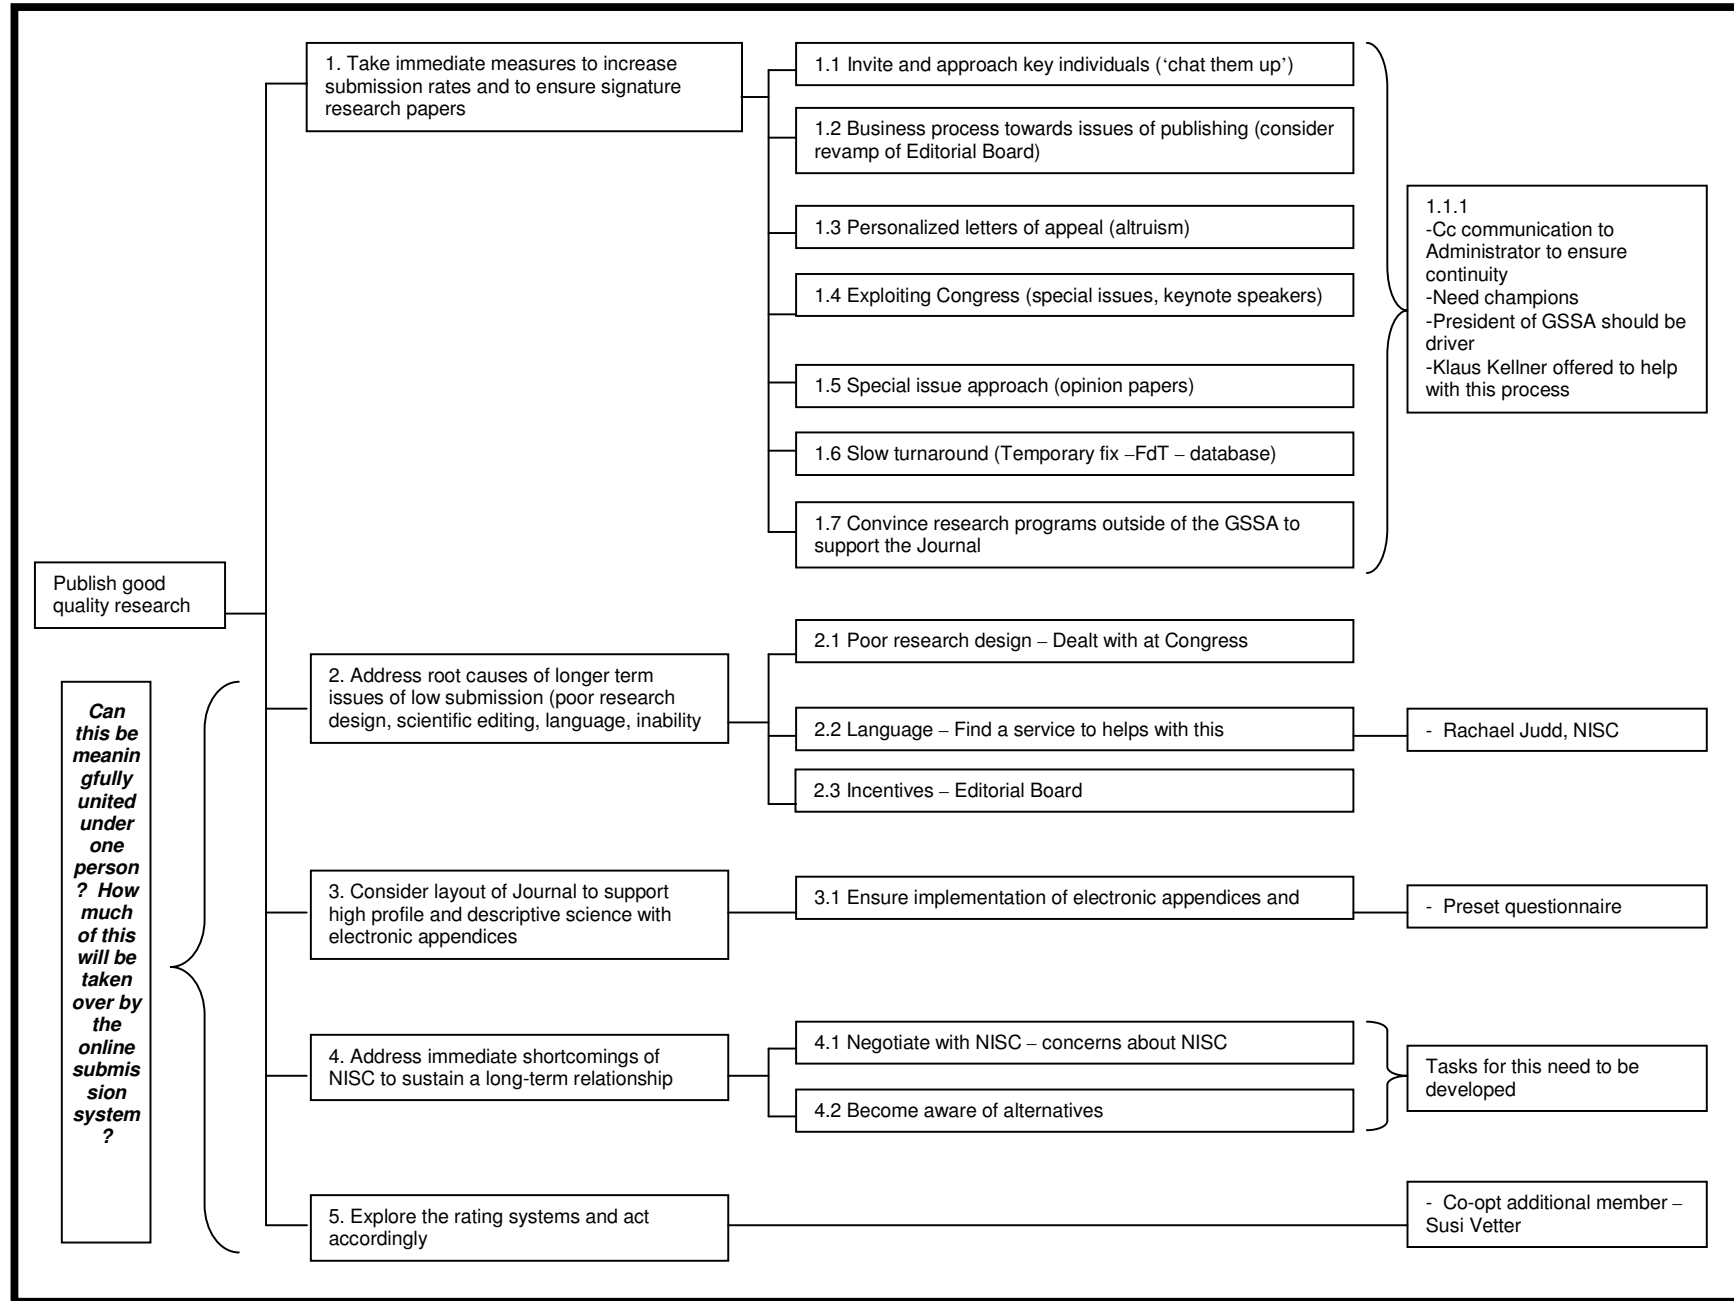 1. Take immediate measures to increase
submission rates and to ensure signature
research papers
1.1 Invite and approach key individuals (‘chat them up’)
1.2 Business process towards issues of publishing (consider
revamp of Editorial Board)
1.3 Personalized letters of appeal (altruism)
1.4 Exploiting Congress (special issues, keynote speakers)
1.5 Special issue approach (opinion papers)
1.6 Slow turnaround (Temporary fix –FdT – database)
1.7 Convince research programs outside of the GSSA to
support the Journal
1.1.1
-Cc communication to
Administrator to ensure
continuity
-Need champions
-President of GSSA should be
driver
-Klaus Kellner offered to help
with this process
Publish good
quality research
Can
this be
meanin
gfully
united
under
one
person
? How
much
of this
will be
taken
over by
the
online
submis
sion
system
?
2. Address root causes of longer term
issues of low submission (poor research
design, scientific editing, language, inability
2.1 Poor research design – Dealt with at Congress
2.2 Language – Find a service to helps with this
- Rachael Judd, NISC
2.3 Incentives – Editorial Board
3. Consider layout of Journal to support
high profile and descriptive science with
electronic appendices
3.1 Ensure implementation of electronic appendices and
- Preset questionnaire
4. Address immediate shortcomings of
NISC to sustain a long-term relationship
4.1 Negotiate with NISC – concerns about NISC
4.2 Become aware of alternatives
Tasks for this need to be
developed
5. Explore the rating systems and act
accordingly
- Co-opt additional member –
Susi Vetter